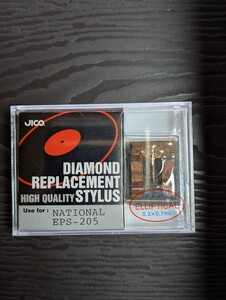 JICO
DIAMOND
REPLACEMENT
HIGH QUALITY STYLUS
Use for: NATIONAL
EPS-205
ELLIPTICAL
0.3×0.7mil